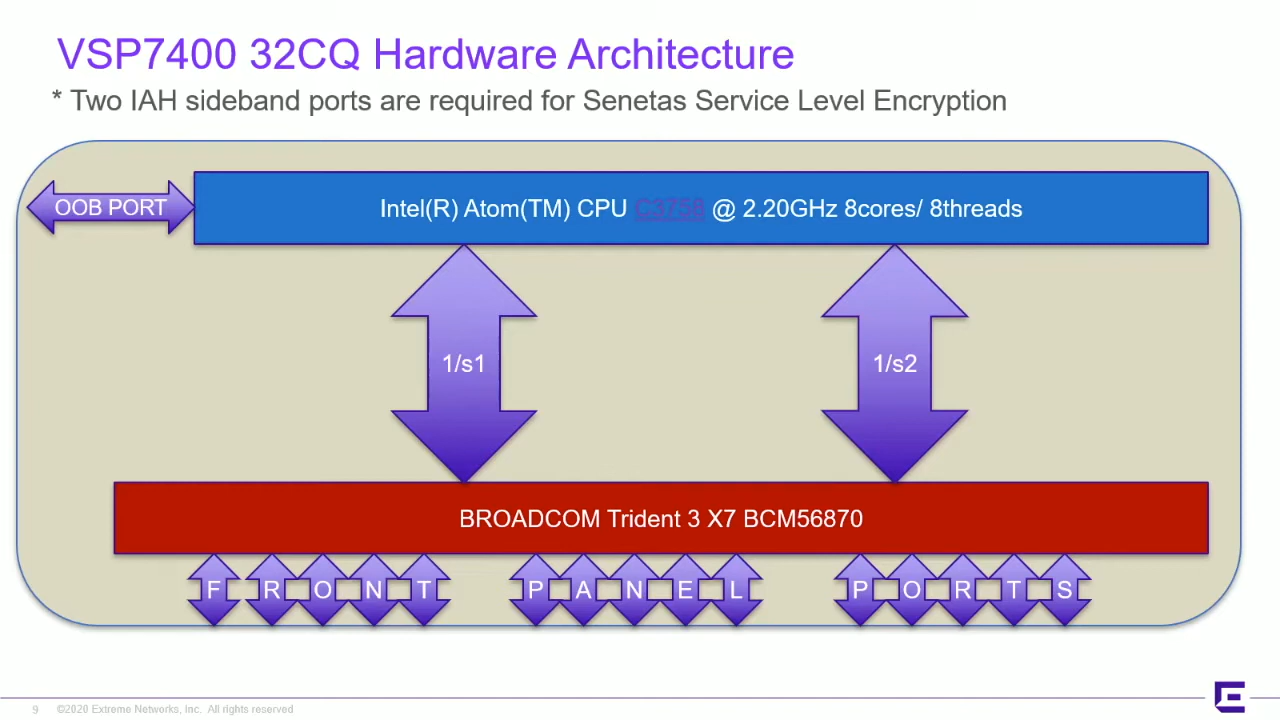 VSP7400 32CQ Hardware Architecture
* Two IAH sideband ports are required for Senetas Service Level Encryption
OOB PORT
Intel(R) Atom(TM) CPU C3758 @ 2.20GHz 8cores/ 8threads
1/s1
1/s2
BROADCOM Trident 3 X7 BCM56870
F R O N T P A N E L P O R T S
9 ©2020 Extreme Networks, Inc. All rights reserved